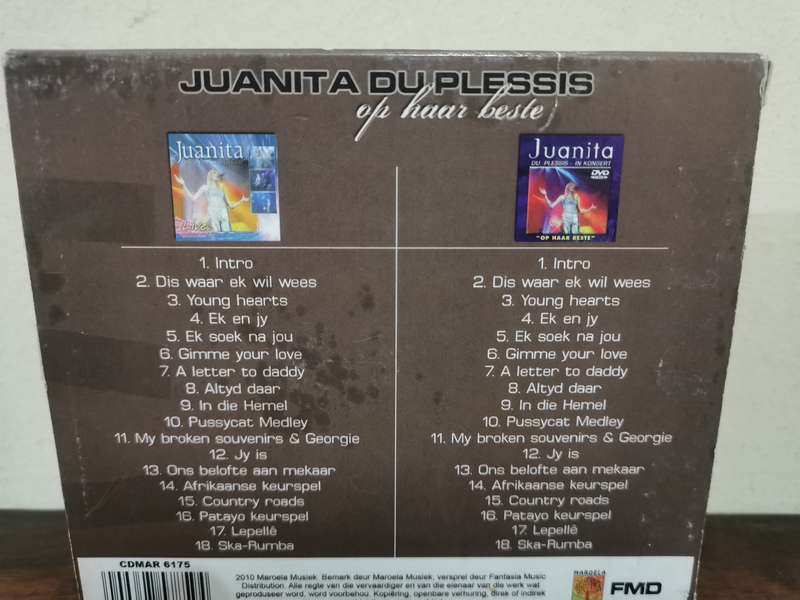 JUANITA DU PLESSIS
op haar beste
Juanita
Juanita
DU PLESSIS - IN KONSERT
DVD
"OP HAAR BESTE"
1. Intro
2. Dis waar ek wil wees
3. Young hearts
4. Ek en jy
5. Ek soek na jou
6. Gimme your love
7. A letter to daddy
8. Altyd daar
9. In die Hemel
10. Pussycat Medley
11. My broken souvenirs & Georgie
12. Jy is
13. Ons belofte aan mekaar
14. Afrikaanse keurspel
15. Country roads
16. Patayo keurspel
17. Lepellê
18. Ska-Rumba
1. Intro
2. Dis waar ek wil wees
3. Young hearts
4. Ek en jy
5. Ek soek na jou
6. Gimme your love
7. A letter to daddy
8. Altyd daar
9. In die Hemel
10. Pussycat Medley
11. My broken souvenirs & Georgie
12. Jy is
13. Ons belofte aan mekaar
14. Afrikaanse keurspel
15. Country roads
16. Patayo keurspel
17. Lepellê
18. Ska-Rumba
CDMAR 6175
2010 Maroela Musiek. Bemark deur Maroela Musiek, versprei deur Fantasia Music
Distribution. Alle regte van die vervaardiger en van die eienaar van die werk wat
geproduseer word, word voorbehou. Kopiëring, openbare verhuring, direk of indirek
MAROELA
FMD